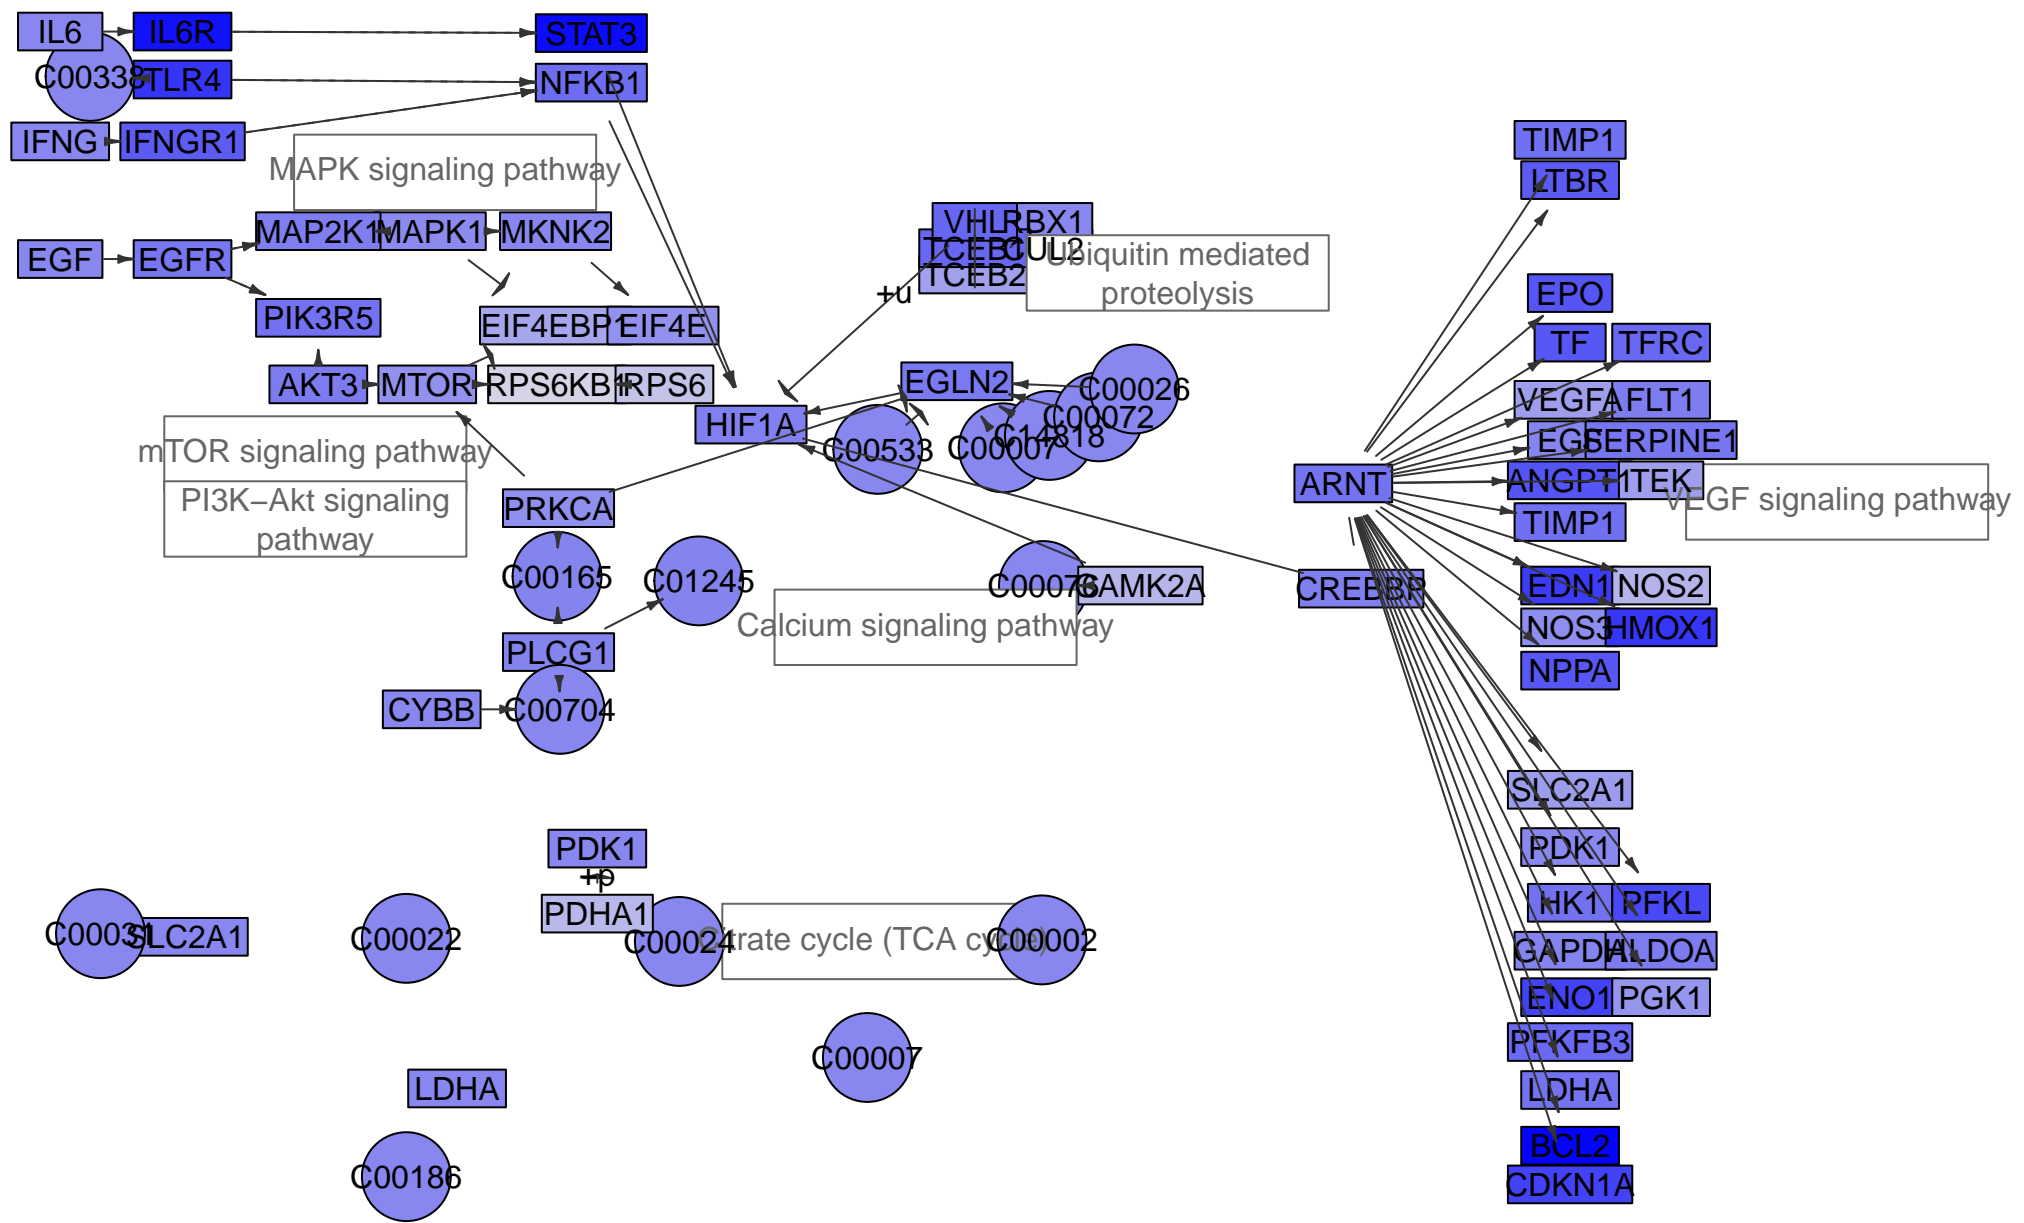 IL6
IL6R
STAT3
C00338
TLR4
NFKB1
IFNG
IFNGR1
MAPK signaling pathway
MAP2K1
MAPK1
MKNK2
EGF
EGFR
PIK3R5
EIF4EBP1
EIF4E
AKT3
MTOR
RPS6KB1
RPS6
mTOR signaling pathway
PI3K−Akt signaling
pathway
VHL
RBX1
TCEB1
CUL2
TCEB2
Ubiquitin mediated
proteolysis
+u
EGLN2
C00026
C00072
C14818
C00007
C00533
HIF1A
PRKCA
C00165
C01245
PLCG1
CYBB
C00704
C00076
CAMK2A
Calcium signaling pathway
CREBBP
ARNT
TIMP1
LTBR
EPO
TF
TFRC
VEGFA
FLT1
EGF
SERPINE1
ANGPT1
TEK
VEGF signaling pathway
TIMP1
EDN1
NOS2
NOS3
HMOX1
NPPA
SLC2A1
PDK1
HK1
PFKL
GAPDH
ALDOA
ENO1
PGK1
PFKFB3
LDHA
BCL2
CDKN1A
PDK1
+p
PDHA1
C00031
SLC2A1
C00022
C00024
Citrate cycle (TCA cycle)
C00002
C00007
LDHA
C00186